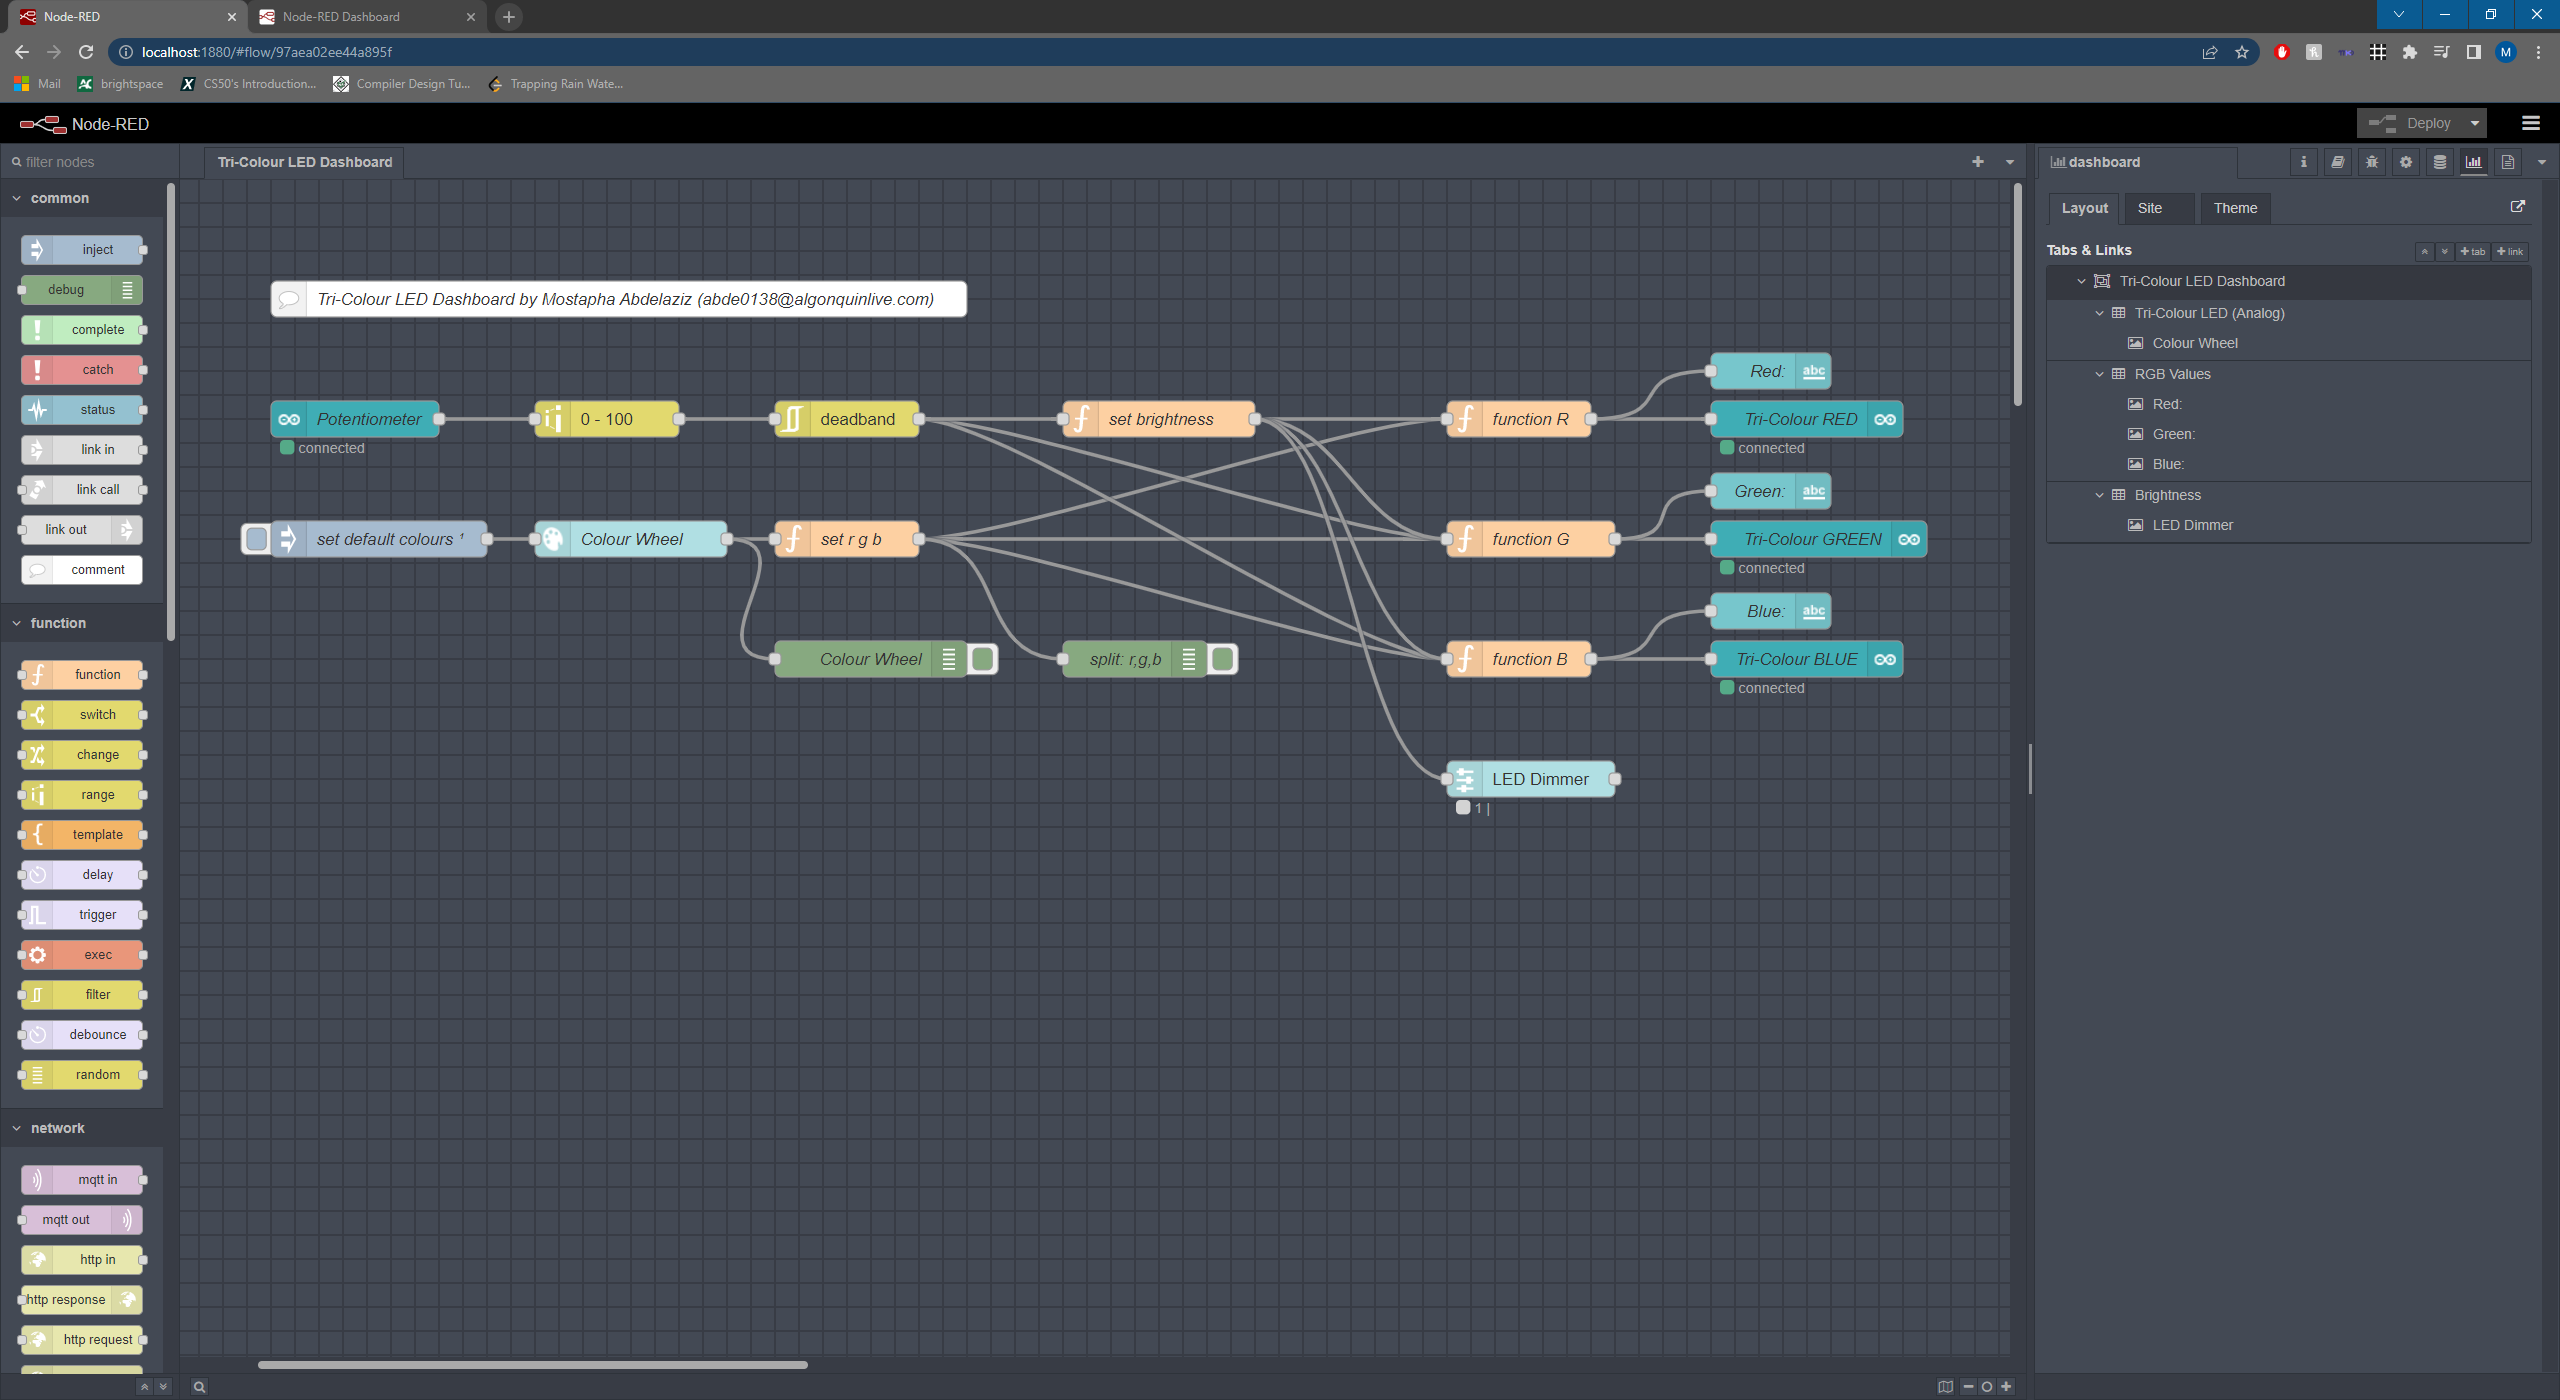 Node-RED
Node-RED Dashboard
localhost:1880/#flow/97aea02ee44a895f
M
Mail
brightspace
CS50's Introduction...
Compiler Design Tu...
Trapping Rain Wate...
Node-RED
Deploy
filter nodes
Tri-Colour LED Dashboard
dashboard
common
inject
debug
complete
catch
status
link in
link call
link out
comment
function
function
switch
change
range
template
delay
trigger
exec
filter
debounce
random
network
mqtt in
mqtt out
http in
http response
http request
Tri-Colour LED Dashboard by Mostapha Abdelaziz (abde0138@algonquinlive.com)
Potentiometer
connected
0 - 100
deadband
set brightness
function R
Red:
abc
Tri-Colour RED
connected
set default colours ¹
Colour Wheel
set r g b
function G
Green:
abc
Tri-Colour GREEN
connected
Colour Wheel
split: r,g,b
function B
Blue:
abc
Tri-Colour BLUE
connected
LED Dimmer
1 |
Layout
Site
Theme
Tabs & Links
tab
link
Tri-Colour LED Dashboard
Tri-Colour LED (Analog)
Colour Wheel
RGB Values
Red:
Green:
Blue:
Brightness
LED Dimmer